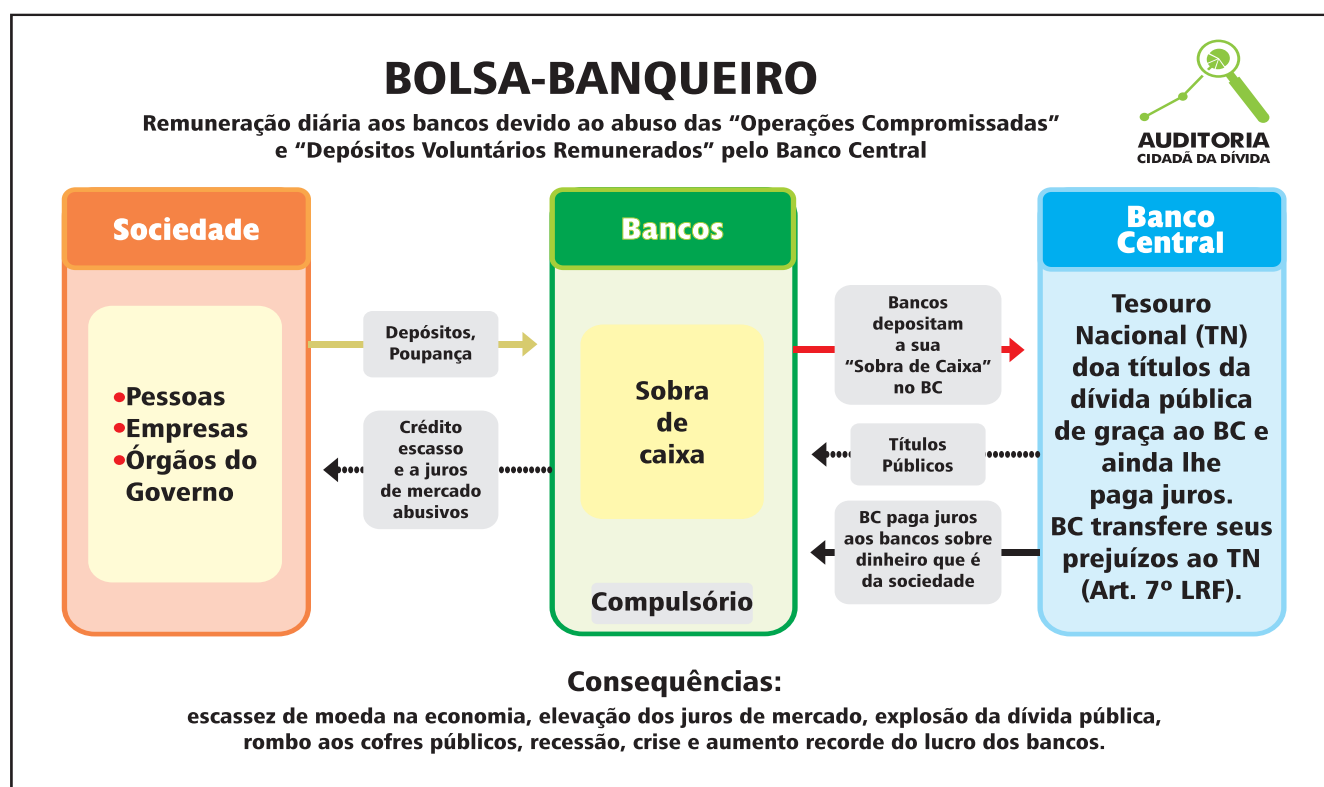 BOLSA-BANQUEIRO
Remuneração diária aos bancos devido ao abuso das “Operações Compromissadas”
e “Depósitos Voluntários Remunerados” pelo Banco Central
AUDITORIA
CIDADÃ DA DÍVIDA
Sociedade
•Pessoas
•Empresas
•Órgãos do
Governo
Depósitos,
Poupança
Crédito
escasso
e a juros
de mercado
abusivos
Bancos
Sobra
de
caixa
Compulsório
Bancos
depositam
a sua
“Sobra de Caixa”
no BC
Títulos
Públicos
BC paga juros
aos bancos sobre
dinheiro que é
da sociedade
Banco
Central
Tesouro
Nacional (TN)
doa títulos da
dívida pública
de graça ao BC e
ainda lhe
paga juros.
BC transfere seus
prejuízos ao TN
(Art. 7º LRF).
Consequências:
escassez de moeda na economia, elevação dos juros de mercado, explosão da dívida pública,
rombo aos cofres públicos, recessão, crise e aumento recorde do lucro dos bancos.